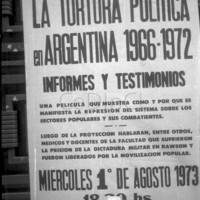 LA TORTURA POLITICA
en ARGENTINA 1966-1972
INFORMES Y TESTIMONIOS
UNA PELICULA QUE MUESTRA COMO Y POR QUE SE
MANIFIESTA LA REPRESION DEL SISTEMA SOBRE LOS
SECTORES POPULARES Y SUS COMBATIENTES.
LUEGO DE LA PROTECCION HABLARAN, ENTRE OTROS,
MEDICOS Y DOCENTES DE LA FACULTAD QUE SUFRIERON
LA PRISION DE LA DICTADURA MILITAR EN RAWSON Y
FUERON LIBERADOS POR LA MOVILIZACION POPULAR.
MIERCOLES 1° DE AGOSTO 1973
hs